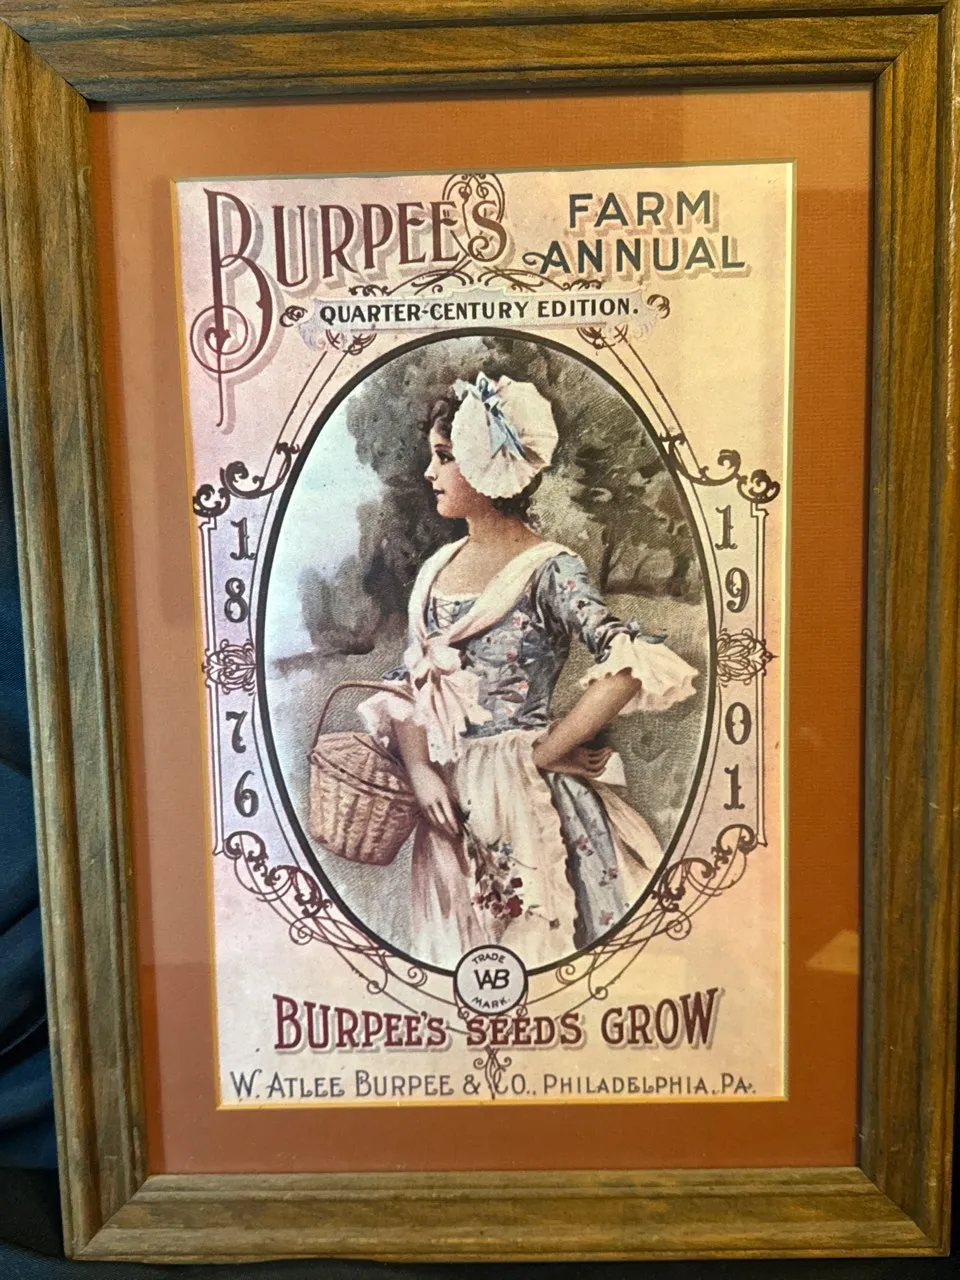 BURPEE'S
FARM
ANNUAL
QUARTER-CENTURY EDITION.
1876
1901
TRADE
WAB
MARK.
BURPEE'S SEEDS GROW
W. ATLEE BURPEE & CO., PHILADELPHIA, PA.